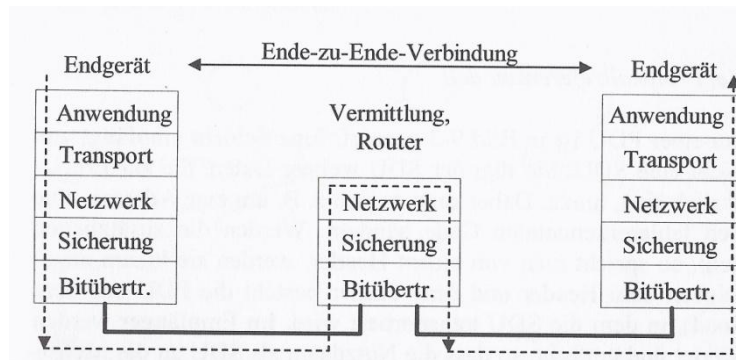 Ende-zu-Ende-Verbindung
Endgerät
Anwendung
Transport
Netzwerk
Sicherung
Bitübertr.
Vermittlung,
Router
Netzwerk
Sicherung
Bitübertr.
Endgerät
Anwendung
Transport
Netzwerk
Sicherung
Bitübertr.